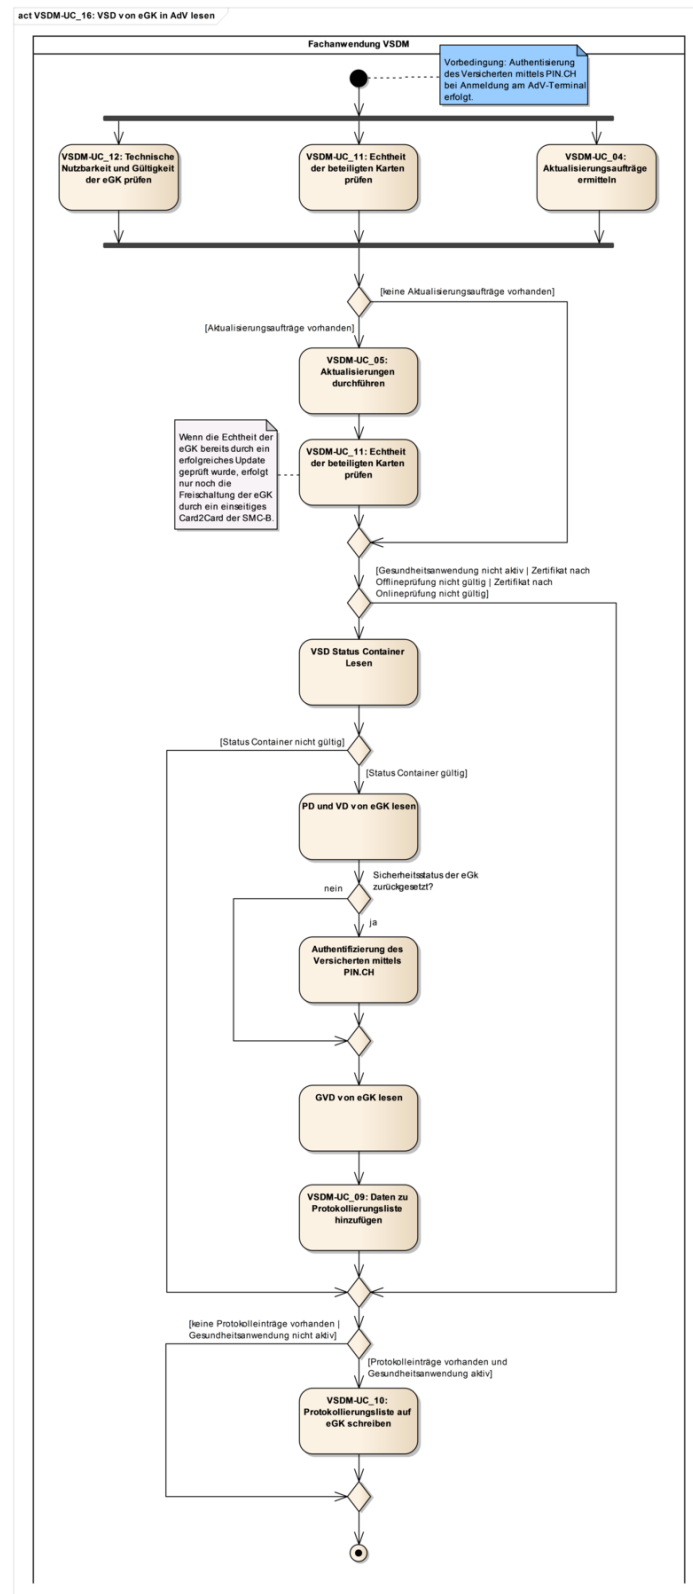 act VSDM-UC_16: VSD von eGK in AdV lesen
Fachanwendung VSDM
Vorbedingung: Authentisierung
des Versicherten mittels PIN.CH
bei Anmeldung am AdV-Terminal
erfolgt.
VSDM-UC_12: Technische
Nutzbarkeit und Gültigkeit
der eGK prüfen
VSDM-UC_11: Echtheit
der beteiligten Karten
prüfen
VSDM-UC_04:
Aktualisierungsaufträge
ermitteln
[keine Aktualisierungsaufträge vorhanden]
[Aktualisierungsaufträge vorhanden]
VSDM-UC_05:
Aktualisierungen
durchführen
Wenn die Echtheit der
eGK bereits durch ein
erfolgreiches Update
geprüft wurde, erfolgt
nur noch die
Freischaltung der eGK
durch ein einseitiges
Card2Card der SMC-B.
VSDM-UC_11: Echtheit
der beteiligten Karten
prüfen
[Gesundheitsanwendung nicht aktiv | Zertifikat nach
Offlineprüfung nicht gültig | Zertifikat nach
Onlineprüfung nicht gültig]
VSD Status Container
Lesen
[Status Container nicht gültig]
[Status Container gültig]
PD und VD von eGK lesen
Sicherheitsstatus der eGk
zurückgesetzt?
nein
ja
Authentifizierung des
Versicherten mittels
PIN.CH
GVD von eGK lesen
VSDM-UC_09: Daten zu
Protokollierungsliste
hinzufügen
[keine Protokolleinträge vorhanden |
Gesundheitsanwendung nicht aktiv]
[Protokolleinträge vorhanden und
Gesundheitsanwendung aktiv]
VSDM-UC_10:
Protokollierungsliste auf
eGK schreiben